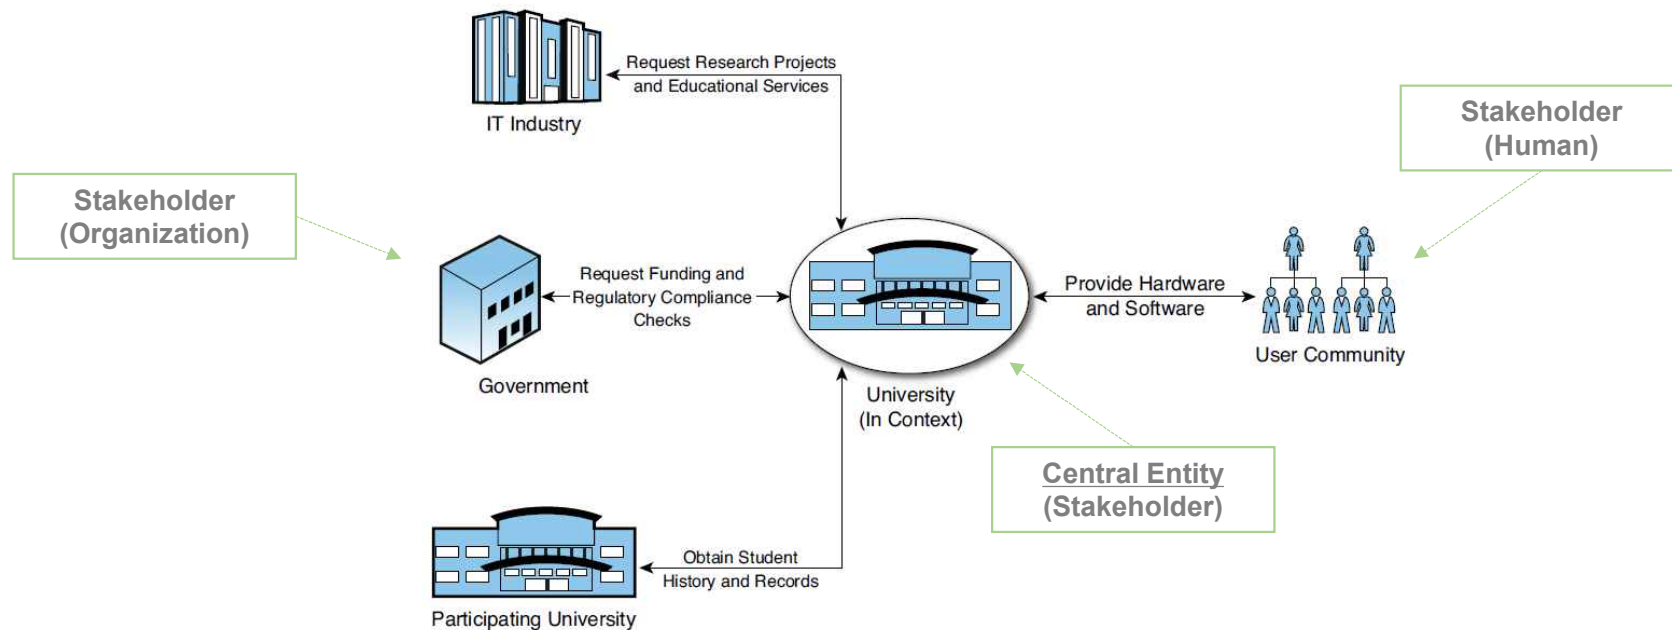 Request Research Projects
and Educational Services
IT Industry
Stakeholder
(Human)
Stakeholder
(Organization)
Request Funding and
Regulatory Compliance
Checks
Government
Provide Hardware
and Software
User Community
University
(In Context)
Central Entity
(Stakeholder)
Obtain Student
History and Records
Participating University